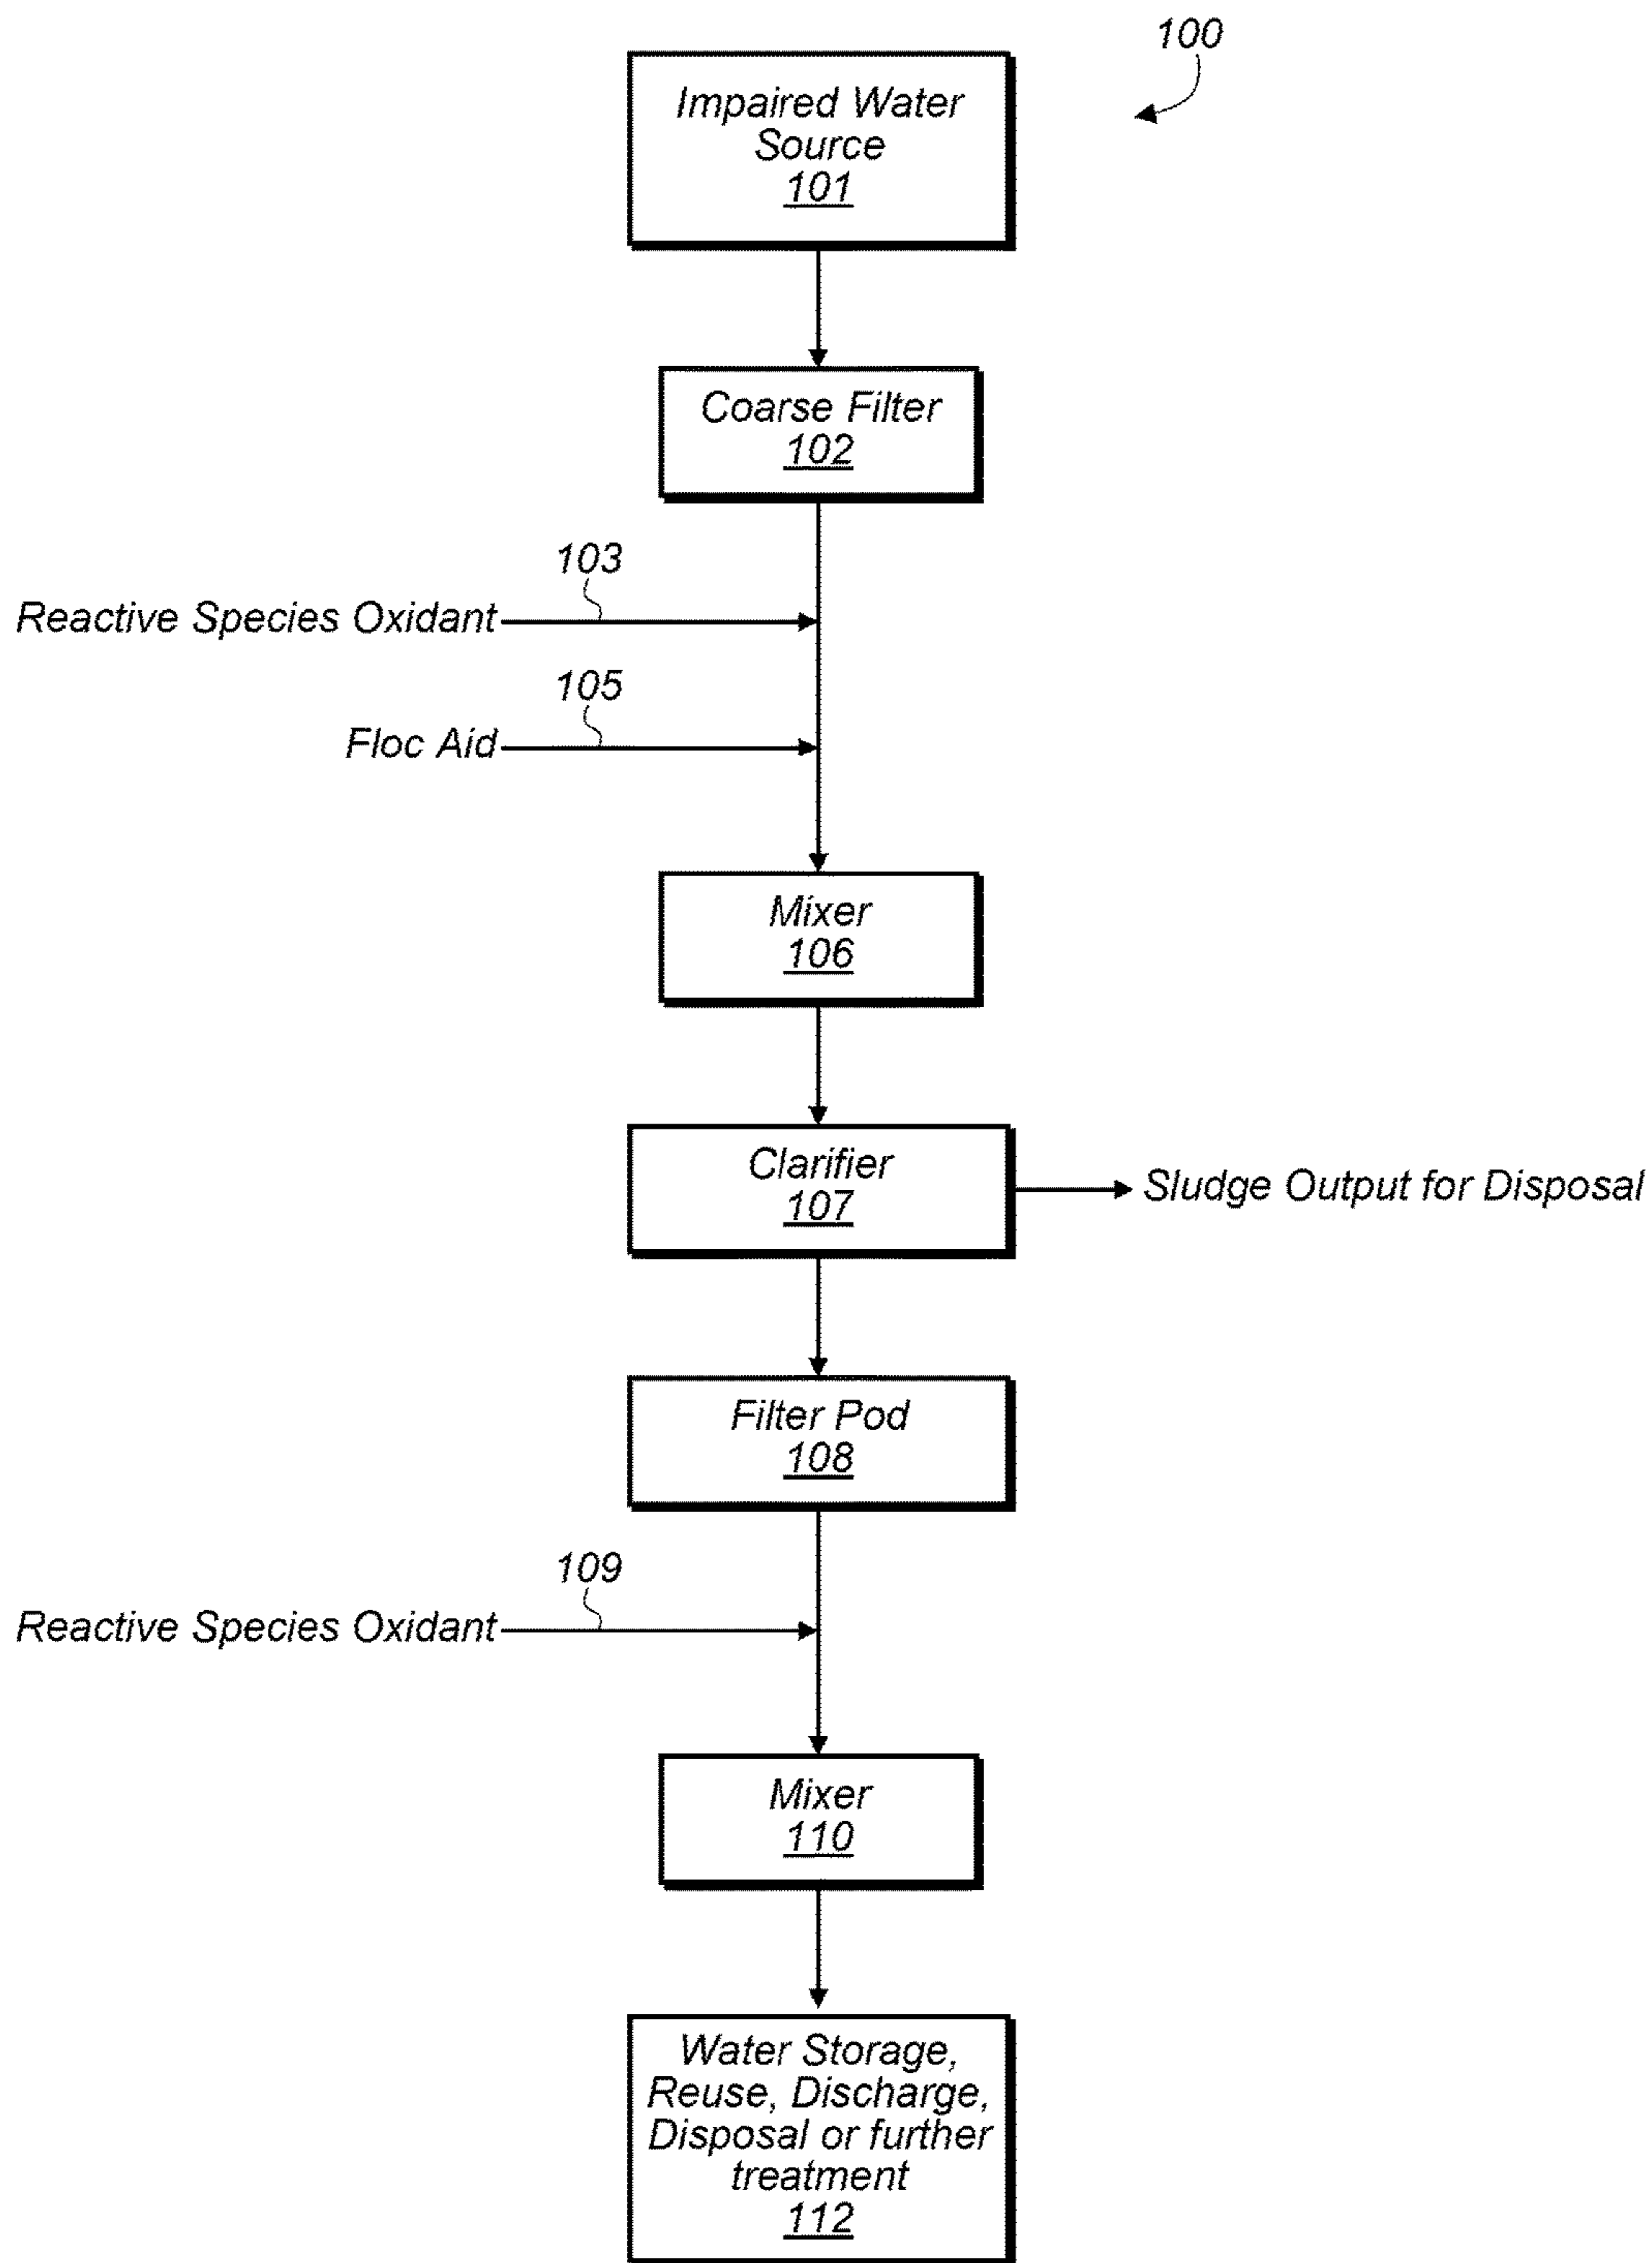 100
Impaired Water
Source
101
Coarse Filter
102
103
Reactive Species Oxidant
105
Floc Aid
Mixer
106
Clarifier
107
Sludge Output for Disposal
Filter Pod
108
109
Reactive Species Oxidant
Mixer
110
Water Storage,
Reuse, Discharge,
Disposal or further
treatment
112